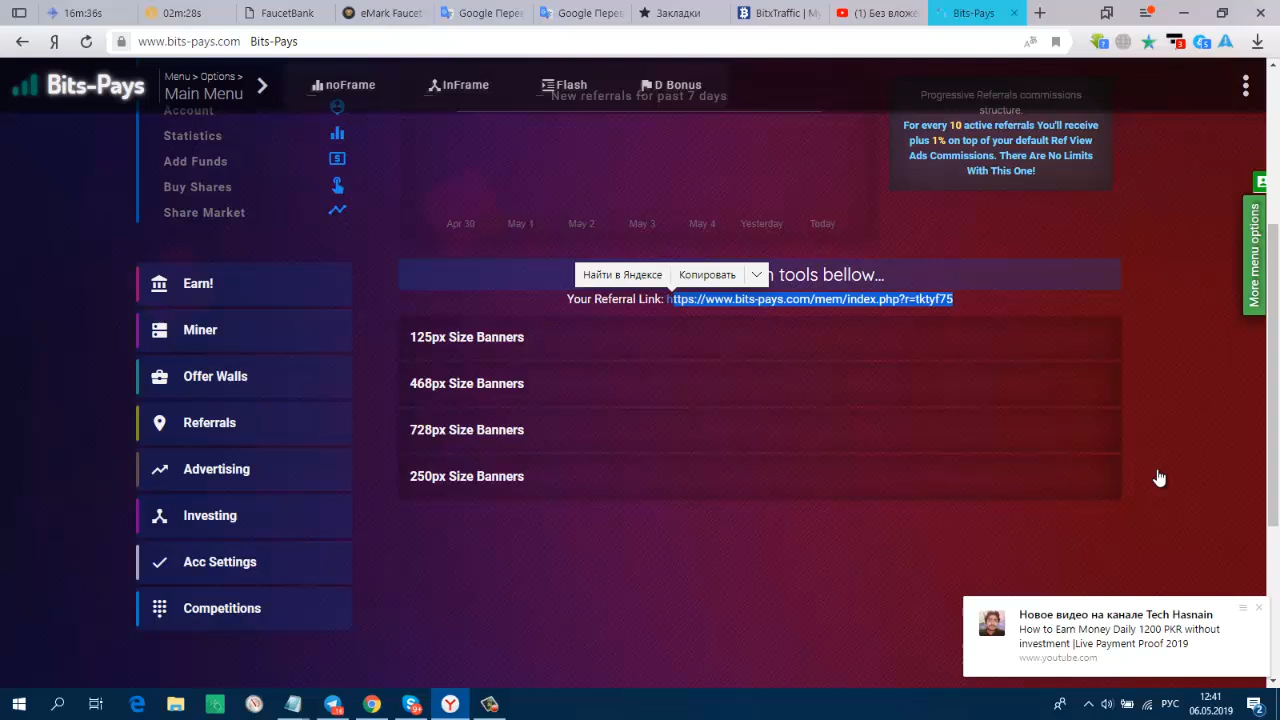 16 msat
02m:28s
FaucetBank
eMark Faucet
Google Перев
Google Перев
Закладки
BitxTraffic | My
(1) Без вложе
Bits-Pays
www.bits-pays.com Bits-Pays
Bits-Pays
Menu > Options >
Main Menu
noFrame
InFrame
Flash
D Bonus
New referrals for past 7 days
Account
Statistics
Add Funds
Buy Shares
Share Market
Progressive Referrals commissions
structure.
For every 10 active referrals You'll receive
plus 1% on top of your default Ref View
Ads Commissions. There Are No Limits
With This One!
Apr 30 May 1 May 2 May 3 May 4 Yesterday Today
More menu options
Найти в Яндексе Копировать
tools bellow...
Your Referral Link: https://www.bits-pays.com/mem/index.php?r=tktyf75
125px Size Banners
468px Size Banners
728px Size Banners
250px Size Banners
Earn!
Miner
Offer Walls
Referrals
Advertising
Investing
Acc Settings
Competitions
Новое видео на канале Tech Hasnain
How to Earn Money Daily 1200 PKR without
investment |Live Payment Proof 2019
www.youtube.com
РУС
12:41
06.05.2019